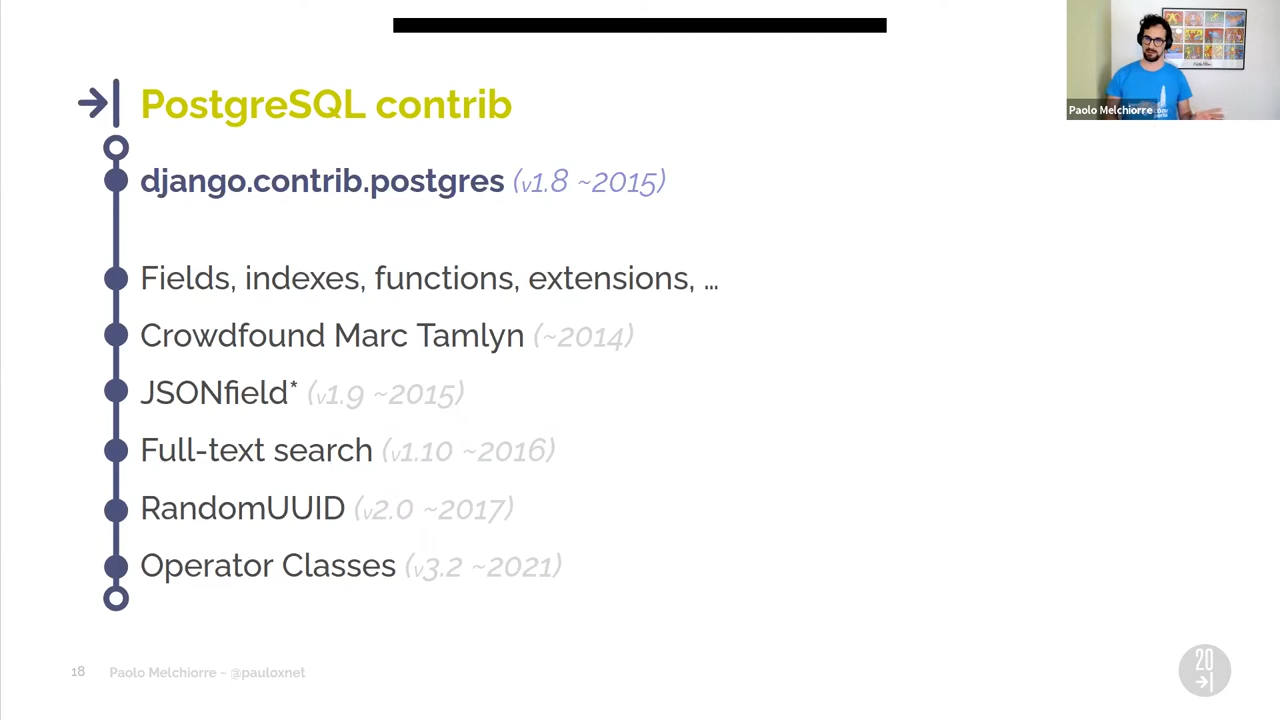 PostgreSQL contrib
django.contrib.postgres (v1.8 ~2015)
Fields, indexes, functions, extensions, ...
Crowdfound Marc Tamlyn (~2014)
JSONfield* (v1.9 ~2015)
Full-text search (v1.10 ~2016)
RandomUUID (v2.0 ~2017)
Operator Classes (v3.2 ~2021)
18 Paolo Melchiorre ~ @pauloxnet
20
Paolo Melchiorre